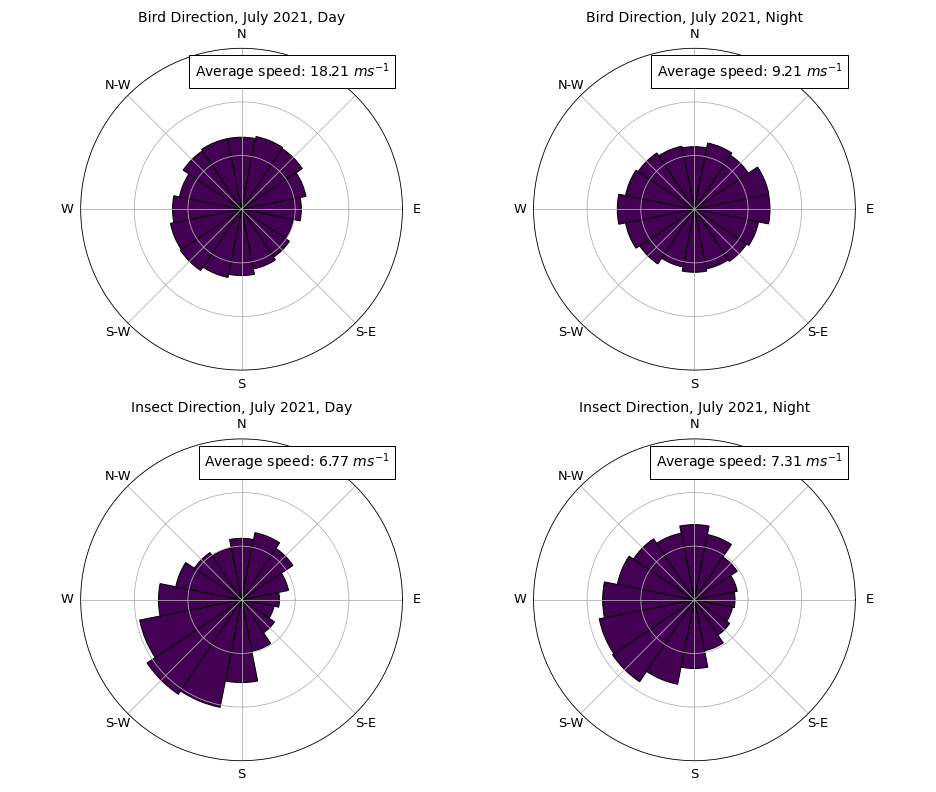 Bird Direction, July 2021, Day
N
Average speed: 18.21 ms⁻¹
N-W
W
E
S-W
S-E
S
Bird Direction, July 2021, Night
N
Average speed: 9.21 ms⁻¹
N-W
W
E
S-W
S-E
S
Insect Direction, July 2021, Day
N
Average speed: 6.77 ms⁻¹
N-W
W
E
S-W
S-E
S
Insect Direction, July 2021, Night
N
Average speed: 7.31 ms⁻¹
N-W
W
E
S-W
S-E
S